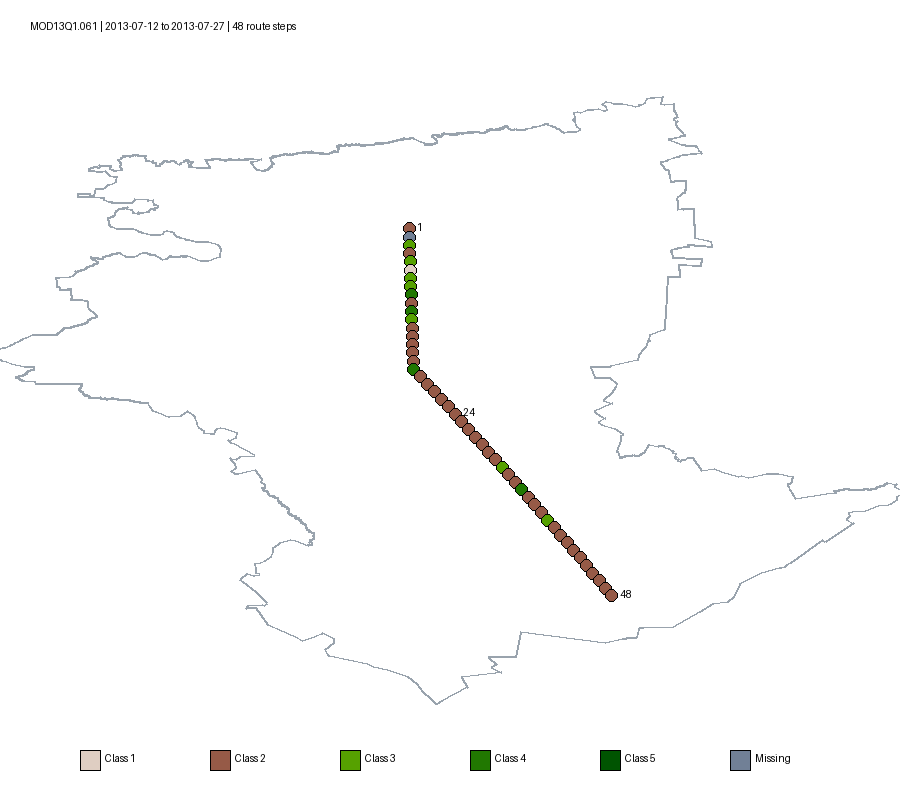 MOD13Q1.061 | 2013-07-12 to 2013-07-27 | 48 route steps
1
24
48
Class 1 Class 2 Class 3 Class 4 Class 5 Missing